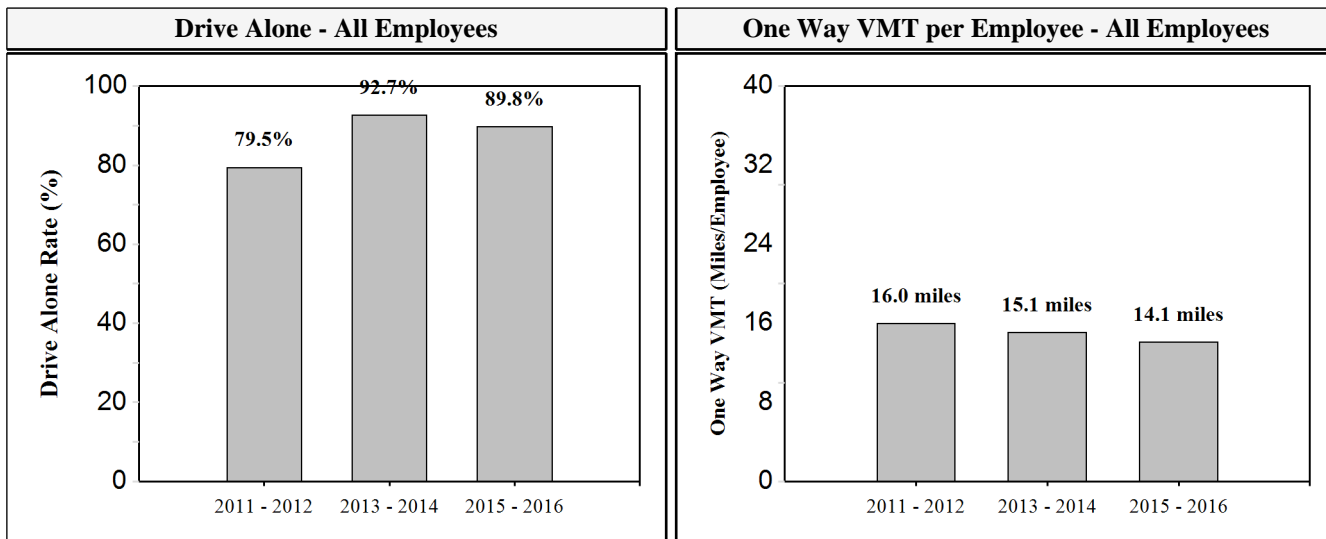 Drive Alone - All Employees
Drive Alone Rate (%)
100
80
60
40
20
0
79.5%
92.7%
89.8%
2011 - 2012
2013 - 2014
2015 - 2016
One Way VMT per Employee - All Employees
One Way VMT (Miles/Employee)
40
32
24
16
8
0
16.0 miles
15.1 miles
14.1 miles
2011 - 2012
2013 - 2014
2015 - 2016